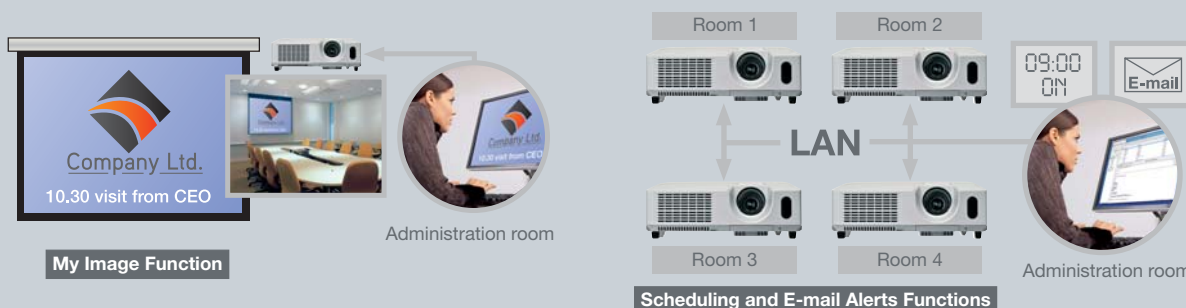 Company Ltd.
10.30 visit from CEO
Company Ltd.
10.30 visit from CEO
Administration room
My Image Function
Room 1
Room 2
09:00
ON
E-mail
LAN
Room 3
Room 4
Administration room
Scheduling and E-mail Alerts Functions